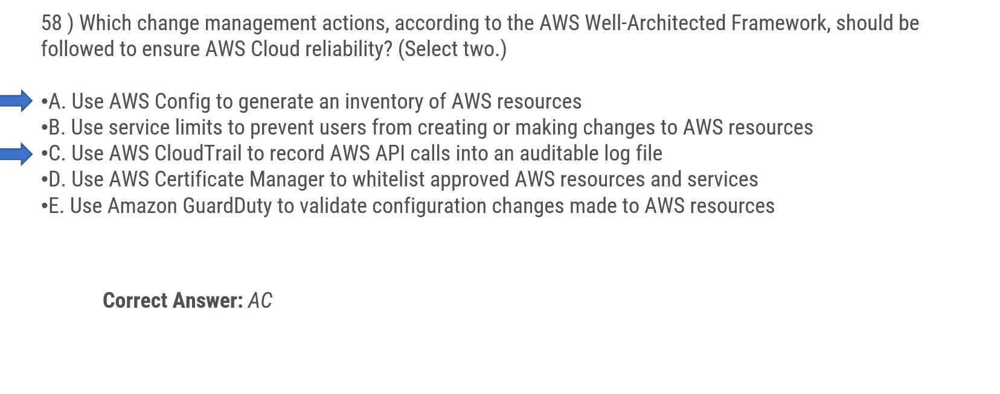 58 ) Which change management actions, according to the AWS Well-Architected Framework, should be
followed to ensure AWS Cloud reliability? (Select two.)
•A. Use AWS Config to generate an inventory of AWS resources
•B. Use service limits to prevent users from creating or making changes to AWS resources
•C. Use AWS CloudTrail to record AWS API calls into an auditable log file
•D. Use AWS Certificate Manager to whitelist approved AWS resources and services
•E. Use Amazon GuardDuty to validate configuration changes made to AWS resources
Correct Answer: AC